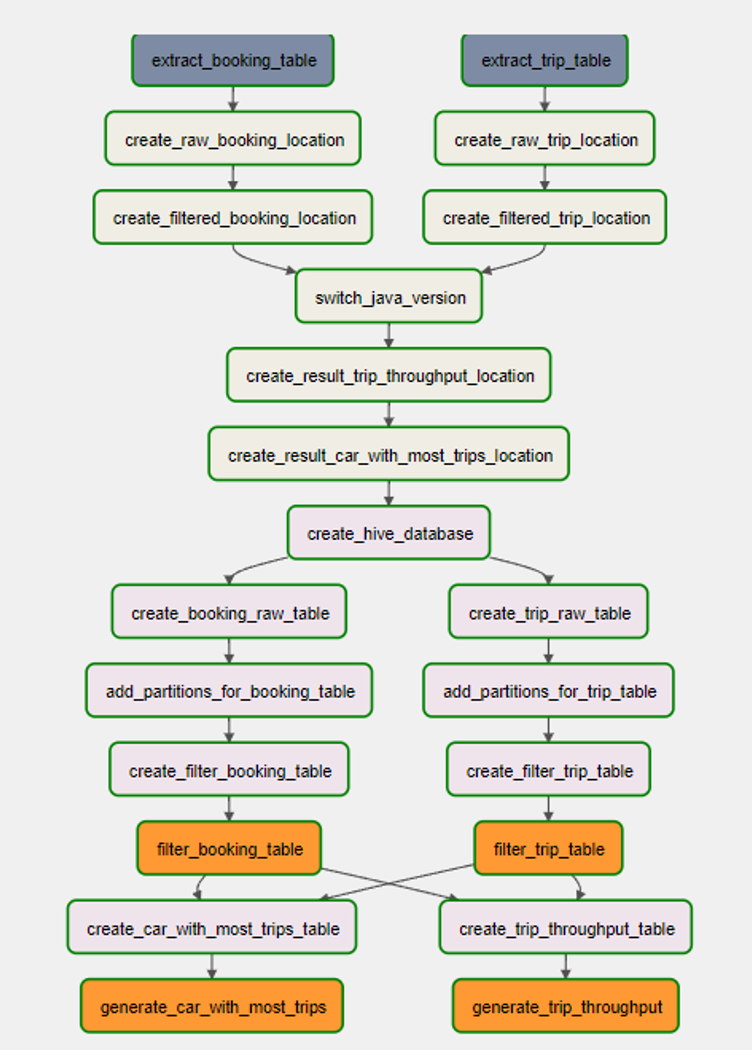 extract_booking_table
extract_trip_table
create_raw_booking_location
create_raw_trip_location
create_filtered_booking_location
create_filtered_trip_location
switch_java_version
create_result_trip_throughput_location
create_result_car_with_most_trips_location
create_hive_database
create_booking_raw_table
create_trip_raw_table
add_partitions_for_booking_table
add_partitions_for_trip_table
create_filter_booking_table
create_filter_trip_table
filter_booking_table
filter_trip_table
create_car_with_most_trips_table
create_trip_throughput_table
generate_car_with_most_trips
generate_trip_throughput